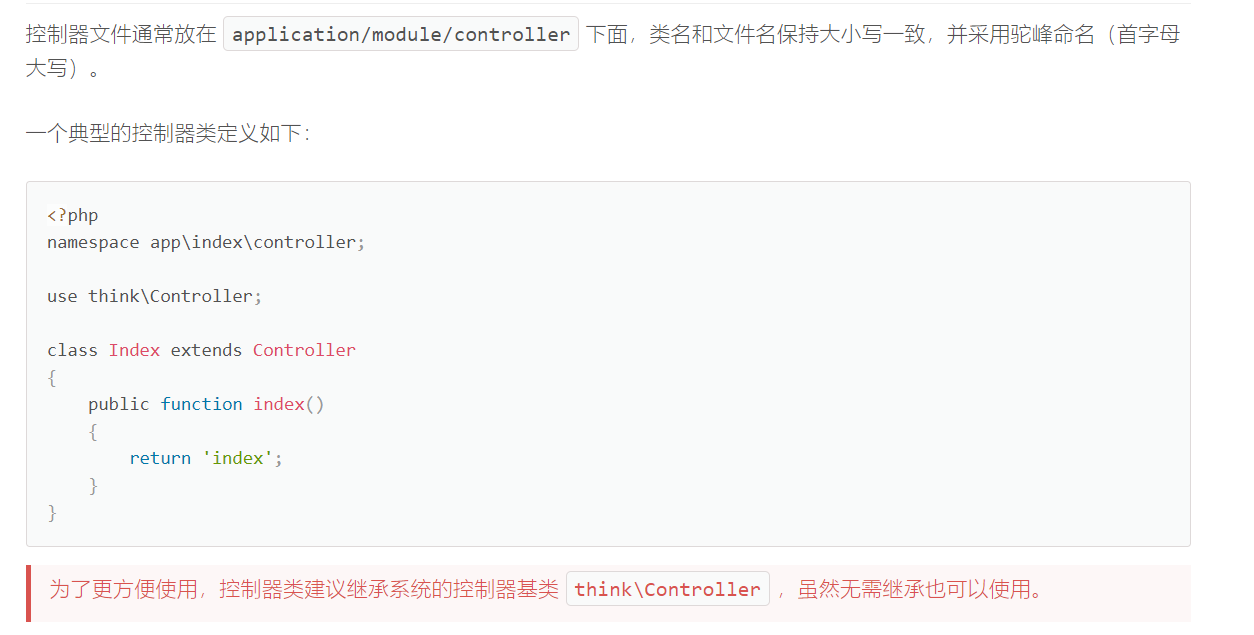 控制器文件通常放在 application/module/controller 下面，类名和文件名保持大小写一致，并采用驼峰命名（首字母
大写）。
一个典型的控制器类定义如下：
<?php
namespace app\index\controller;
use think\Controller;
class Index extends Controller
{
    public function index()
    {
        return 'index';
    }
}
为了更方便使用，控制器类建议继承系统的控制器基类 think\Controller ，虽然无需继承也可以使用。